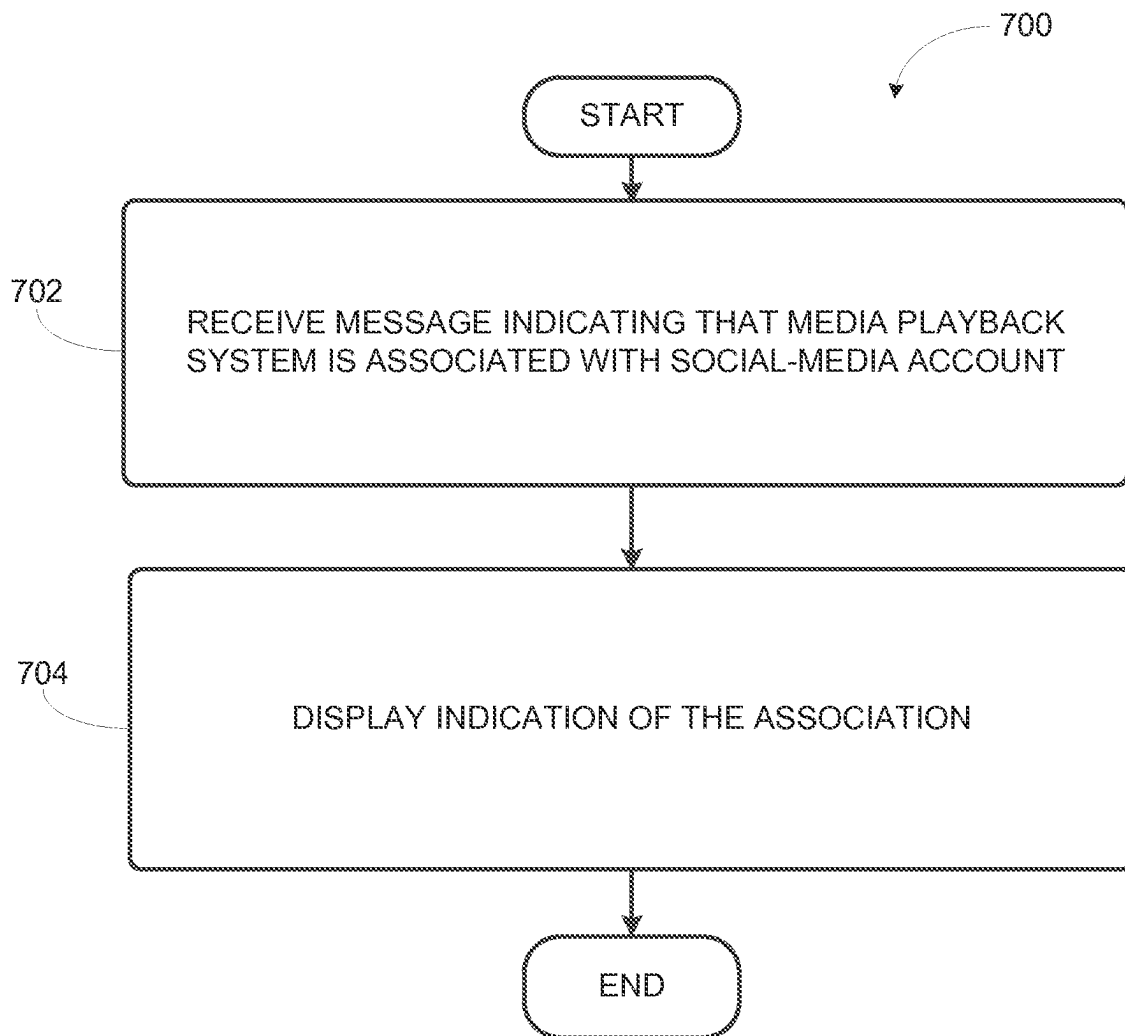 700
START
702
RECEIVE MESSAGE INDICATING THAT MEDIA PLAYBACK
SYSTEM IS ASSOCIATED WITH SOCIAL-MEDIA ACCOUNT
704
DISPLAY INDICATION OF THE ASSOCIATION
END